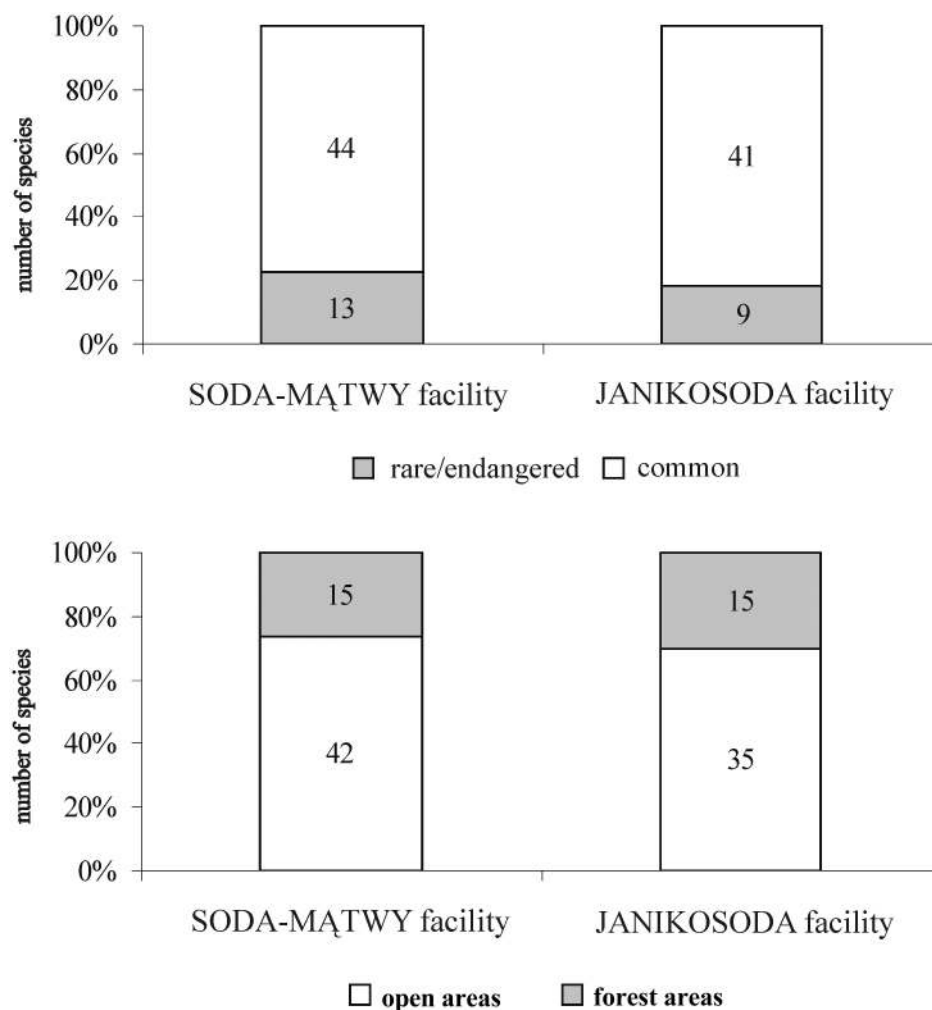 100%
80%
60%
40%
20%
0%
number of species
44
41
13
9
SODA-MĄTWY facility
JANIKOSODA facility
rare/endangered common
100%
80%
60%
40%
20%
0%
number of species
15
15
42
35
SODA-MĄTWY facility
JANIKOSODA facility
open areas forest areas